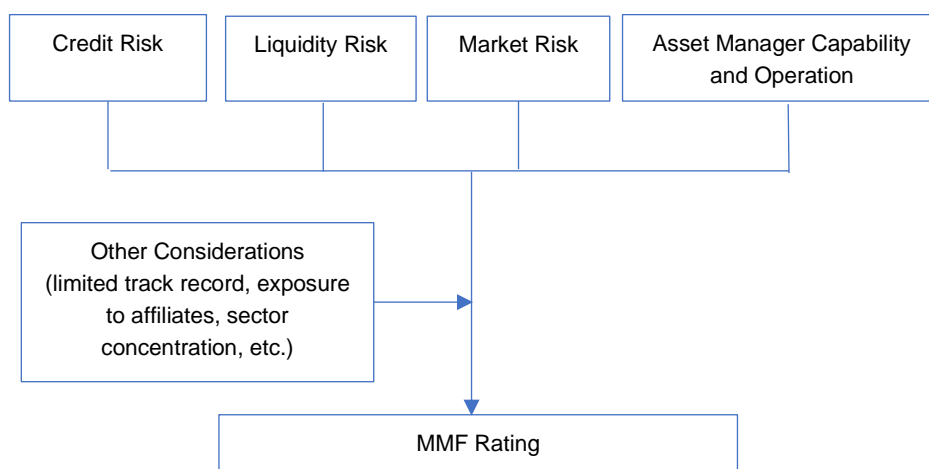 Credit Risk
Liquidity Risk
Market Risk
Asset Manager Capability
and Operation
Other Considerations
(limited track record, exposure
to affiliates, sector
concentration, etc.)
MMF Rating